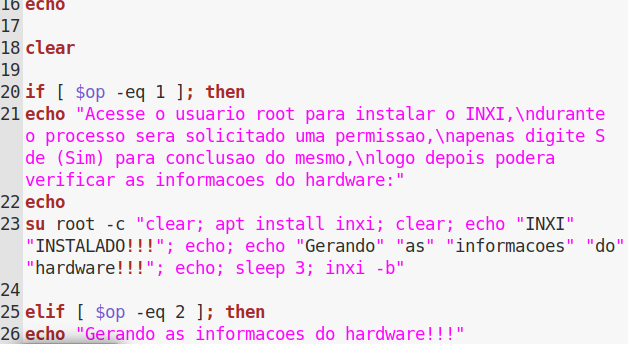 16 echo
17
18 clear
19
20 if [ $op -eq 1 ]; then
21 echo "Acesse o usuario root para instalar o INXI,\ndurante
o processo sera solicitado uma permissao,\napenas digite S
de (Sim) para conclusao do mesmo,\nlogo depois podera
verificar as informacoes do hardware:"
22 echo
23 su root -c "clear; apt install inxi; clear; echo "INXI"
"INSTALADO!!!"; echo; echo "Gerando" "as" "informacoes" "do"
"hardware!!!"; echo; sleep 3; inxi -b"
24
25 elif [ $op -eq 2 ]; then
26 echo "Gerando as informacoes do hardware!!!"